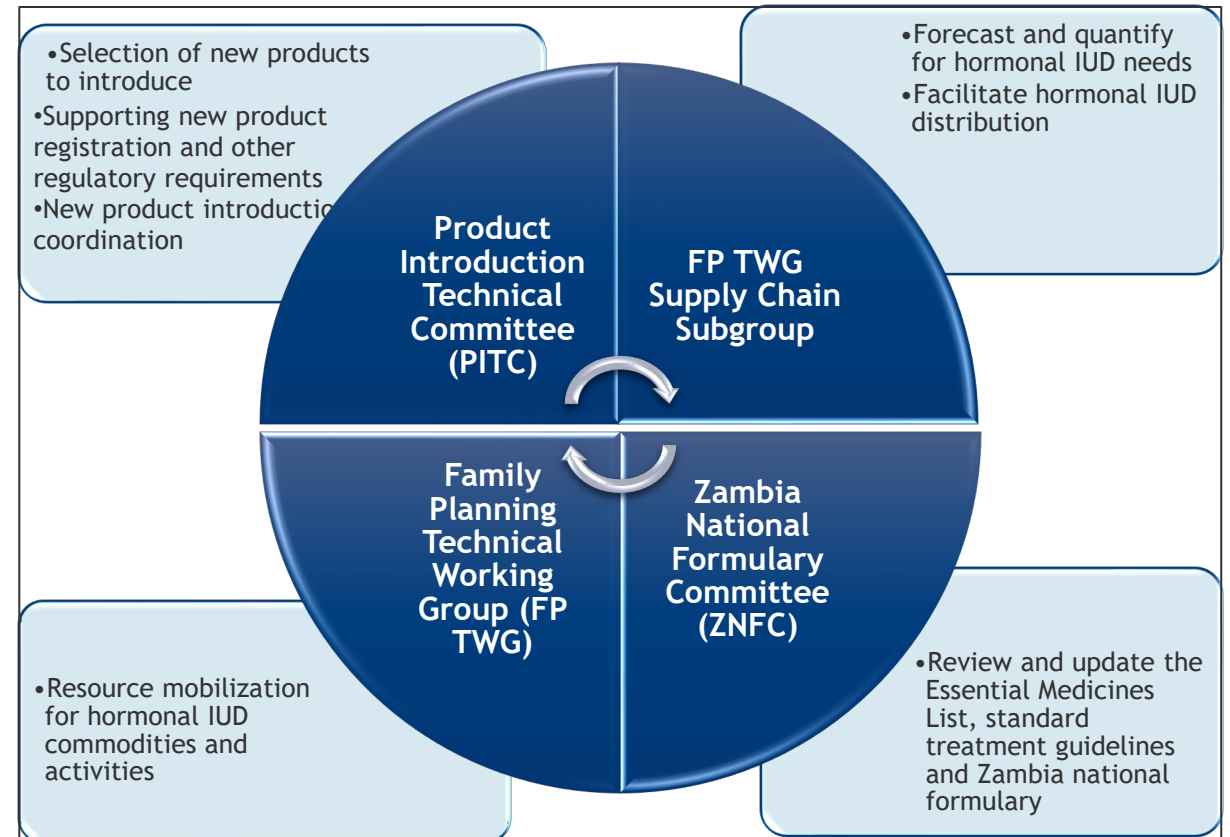 •Selection of new products
to introduce
•Supporting new product
registration and other
regulatory requirements
•New product introductio
coordination
•Forecast and quantify
for hormonal IUD needs
•Facilitate hormonal IUD
distribution
Product
Introduction
Technical
Committee
(PITC)
FP TWG
Supply Chain
Subgroup
Family
Planning
Technical
Working
Group (FP
TWG)
Zambia
National
Formulary
Committee
(ZNFC)
•Resource mobilization
for hormonal IUD
commodities and
activities
•Review and update the
Essential Medicines
List, standard
treatment guidelines
and Zambia national
formulary